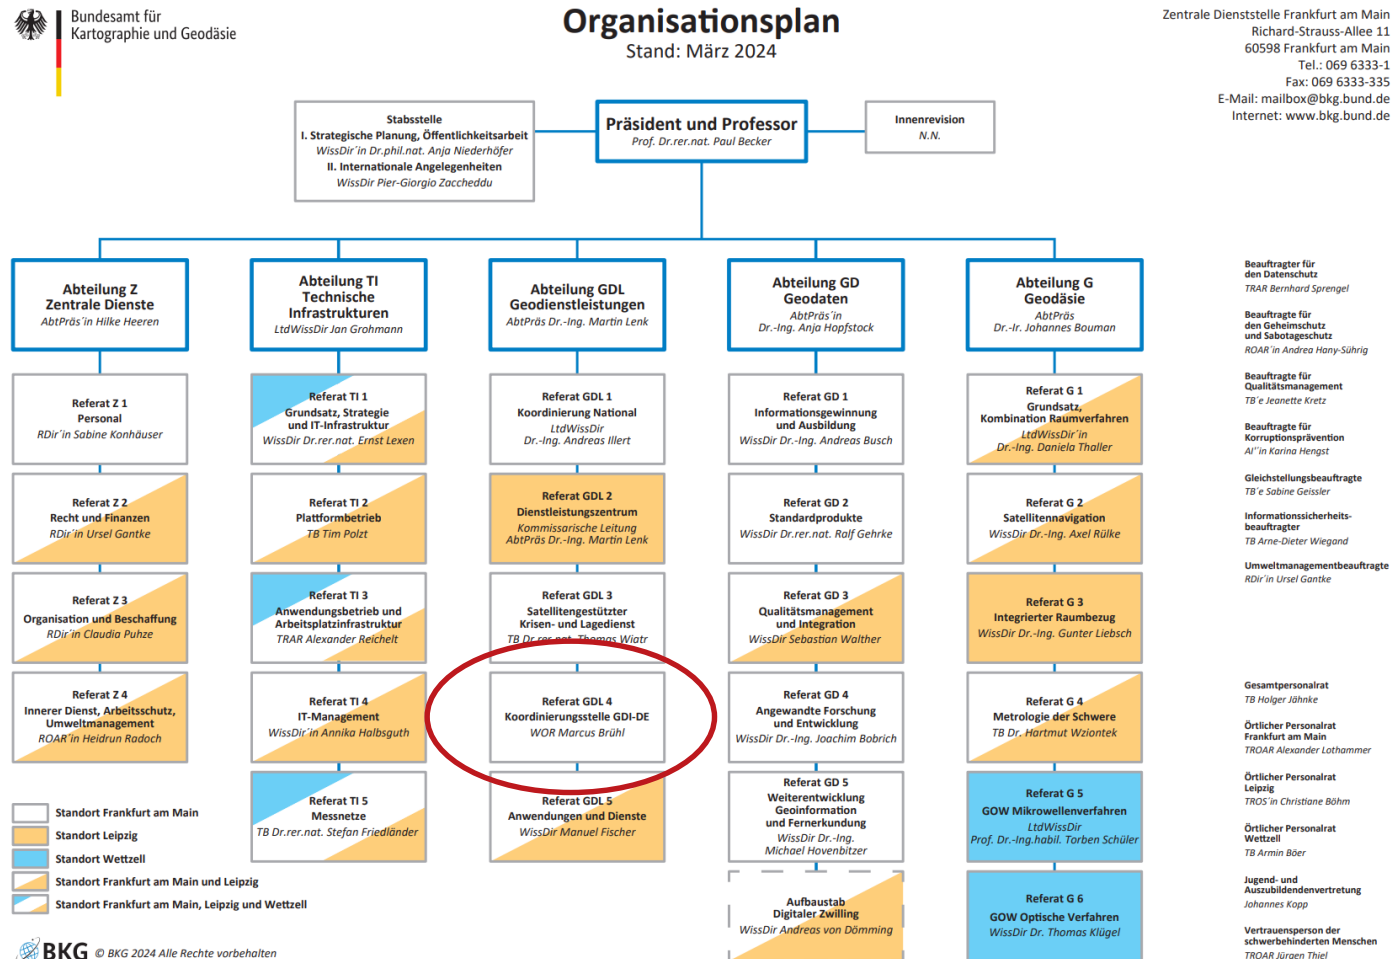 Bundesamt für
Kartographie und Geodäsie
Organisationsplan
Stand: März 2024
Zentrale Dienststelle Frankfurt am Main
Richard-Strauss-Allee 11
60598 Frankfurt am Main
Tel.: 069 6333-1
Fax: 069 6333-335
E-Mail: mailbox@bkg.bund.de
Internet: www.bkg.bund.de
Stabsstelle
I. Strategische Planung, Öffentlichkeitsarbeit
WissDir´in Dr.phil.nat. Anja Niederhöfer
II. Internationale Angelegenheiten
WissDir Pier-Giorgio Zaccheddu
Präsident und Professor
Prof. Dr.rer.nat. Paul Becker
Innenrevision
N.N.
Abteilung Z
Zentrale Dienste
AbtPräs´in Hilke Heeren
Referat Z 1
Personal
RDir´in Sabine Konhäuser
Referat Z 2
Recht und Finanzen
RDir´in Ursel Gantke
Referat Z 3
Organisation und Beschaffung
RDir´in Claudia Puhze
Referat Z 4
Innerer Dienst, Arbeitsschutz,
Umweltmanagement
ROAR´in Heidrun Radoch
Abteilung TI
Technische
Infrastrukturen
LtdWissDir Jan Grohmann
Referat TI 1
Grundsatz, Strategie
und IT-Infrastruktur
WissDir Dr.rer.nat. Ernst Lexen
Referat TI 2
Plattformbetrieb
TB Tim Polzt
Referat TI 3
Anwendungsbetrieb und
Arbeitsplatzinfrastruktur
TRAR Alexander Reichelt
Referat TI 4
IT-Management
WissDir´in Annika Halbsguth
Referat TI 5
Messnetze
TB Dr.rer.nat. Stefan Friedländer
Abteilung GDL
Geodienstleistungen
AbtPräs Dr.-Ing. Martin Lenk
Referat GDL 1
Koordinierung National
LtdWissDir
Dr.-Ing. Andreas Illert
Referat GDL 2
Dienstleistungszentrum
Kommissarische Leitung
AbtPräs Dr.-Ing. Martin Lenk
Referat GDL 3
Satellitengestützter
Krisen- und Lagedienst
TB Dr.rer.nat. Thomas Wiatr
Referat GDL 4
Koordinierungsstelle GDI-DE
WOR Marcus Brühl
Referat GDL 5
Anwendungen und Dienste
WissDir Manuel Fischer
Abteilung GD
Geodaten
AbtPräs´in
Dr.-Ing. Anja Hopfstock
Referat GD 1
Informationsgewinnung
und Ausbildung
WissDir Dr.-Ing. Andreas Busch
Referat GD 2
Standardprodukte
WissDir Dr.rer.nat. Ralf Gehrke
Referat GD 3
Qualitätsmanagement
und Integration
WissDir Sebastian Walther
Referat GD 4
Angewandte Forschung
und Entwicklung
WissDir Dr.-Ing. Joachim Bobrich
Referat GD 5
Weiterentwicklung
Geoinformation
und Fernerkundung
WissDir Dr.-Ing.
Michael Hovenbitzer
Aufbaustab
Digitaler Zwilling
WissDir Andreas von Dömming
Abteilung G
Geodäsie
AbtPräs
Dr.-Ir. Johannes Bouman
Referat G 1
Grundsatz,
Kombination Raumverfahren
LtdWissDir´in
Dr.-Ing. Daniela Thaller
Referat G 2
Satellitennavigation
WissDir Dr.-Ing. Axel Rülke
Referat G 3
Integrierter Raumbezug
WissDir Dr.-Ing. Gunter Liebsch
Referat G 4
Metrologie der Schwere
TB Dr. Hartmut Wziontek
Referat G 5
GOW Mikrowellenverfahren
LtdWissDir
Prof. Dr.-Ing.habil. Torben Schüler
Referat G 6
GOW Optische Verfahren
WissDir Dr. Thomas Klügel
Beauftragter für
den Datenschutz
TRAR Bernhard Sprengel
Beauftragte für
den Geheimschutz
und Sabotageschutz
ROAR´in Andrea Hany-Sührig
Beauftragte für
Qualitätsmanagement
TB´e Jeanette Kretz
Beauftragte für
Korruptionsprävention
AI´'in Karina Hengst
Gleichstellungsbeauftragte
TB´e Sabine Geissler
Informationssicherheits-
beauftragter
TB Arne-Dieter Wiegand
Umweltmanagementbeauftragte
RDir´in Ursel Gantke
Gesamtpersonalrat
TB Holger Jähnke
Örtlicher Personalrat
Frankfurt am Main
TROAR Alexander Lothammer
Örtlicher Personalrat
Leipzig
TROS´in Christiane Böhm
Örtlicher Personalrat
Wettzell
TB Armin Böer
Jugend- und
Auszubildendenvertretung
Johannes Kopp
Vertrauensperson der
schwerbehinderten Menschen
TROAR Jürgen Thiel
Standort Frankfurt am Main
Standort Leipzig
Standort Wettzell
Standort Frankfurt am Main und Leipzig
Standort Frankfurt am Main, Leipzig und Wettzell
BKG © BKG 2024 Alle Rechte vorbehalten